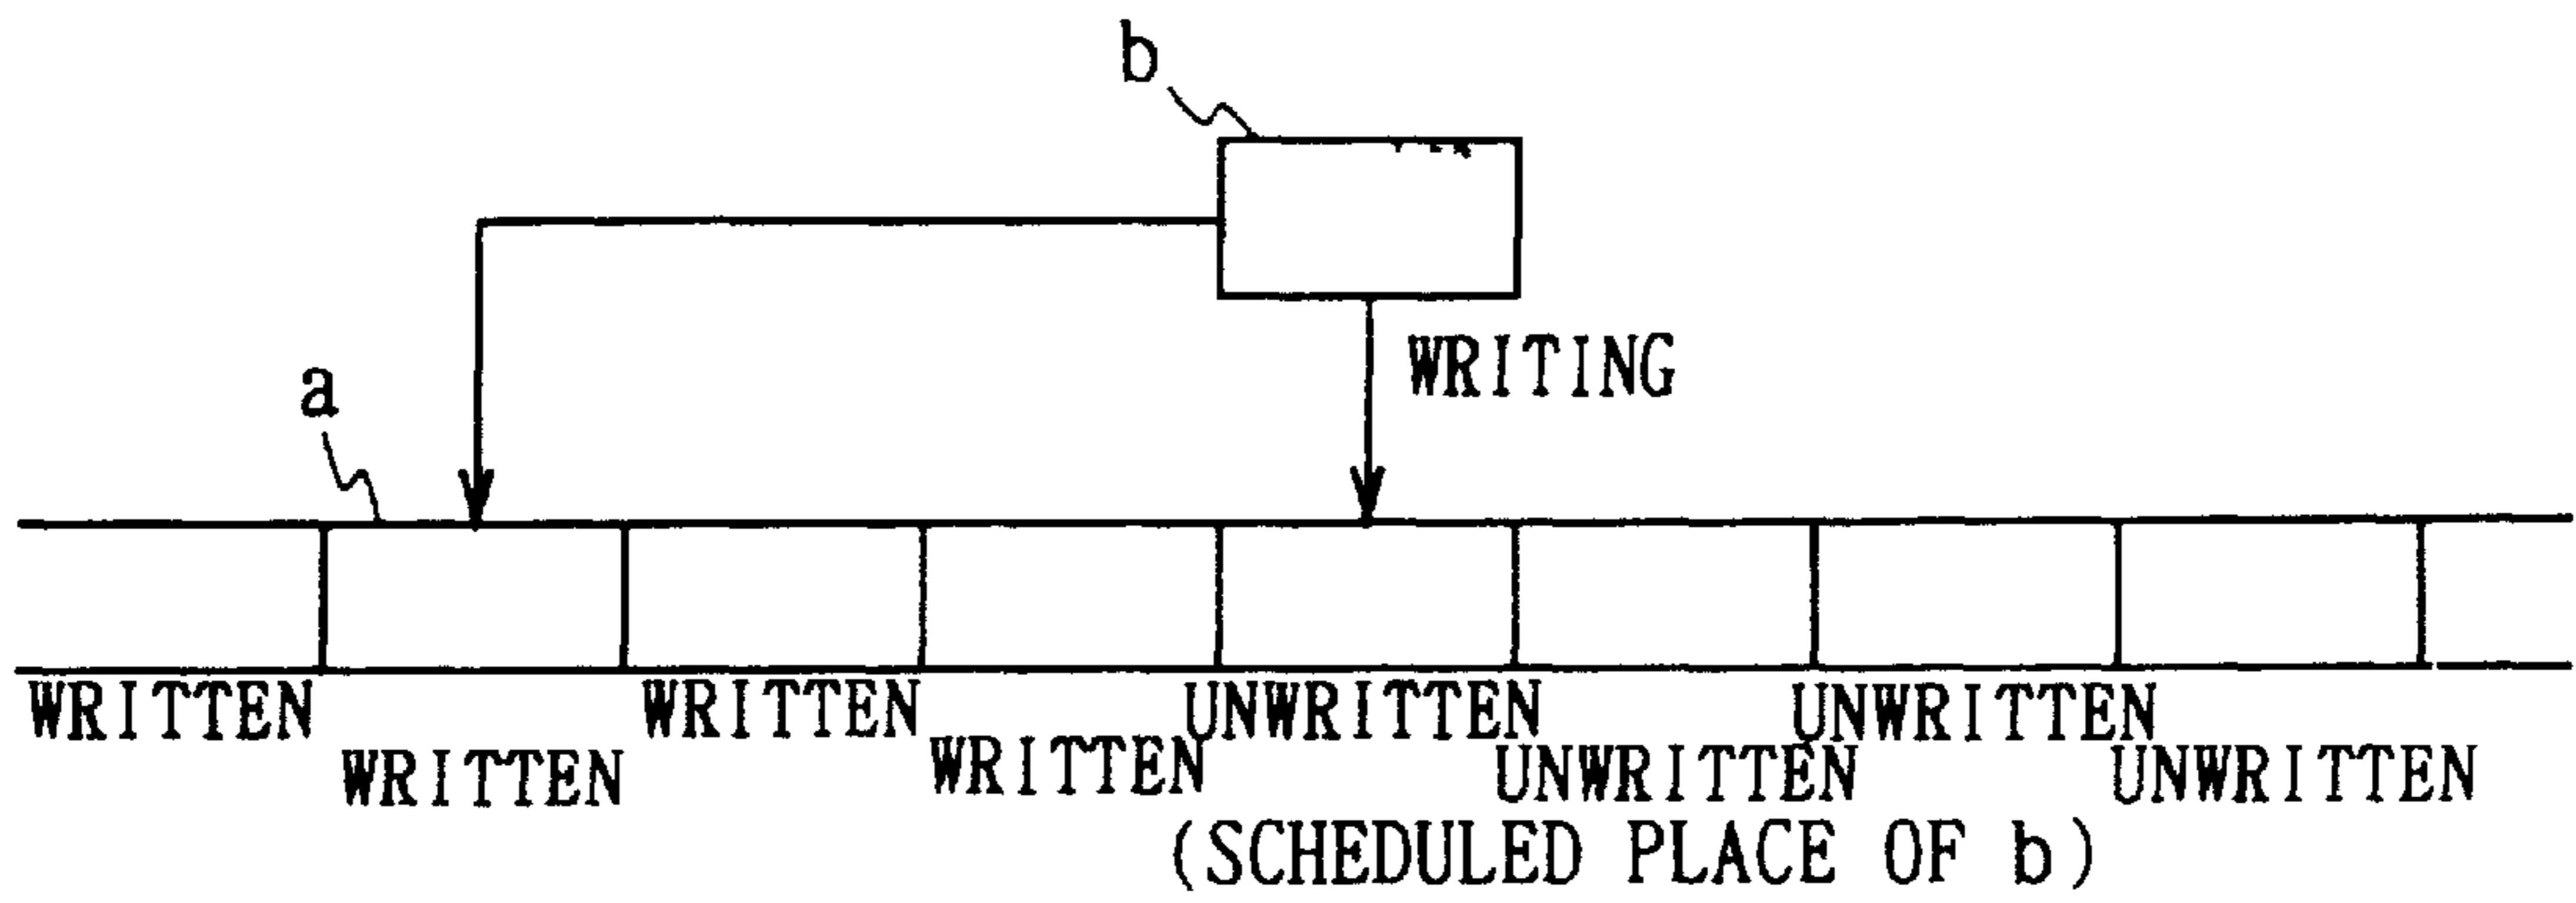 b
WRITING
a
WRITTEN WRITTEN UNWRITTEN UNWRITTEN
WRITTEN WRITTEN UNWRITTEN UNWRITTEN
(SCHEDULED PLACE OF b)